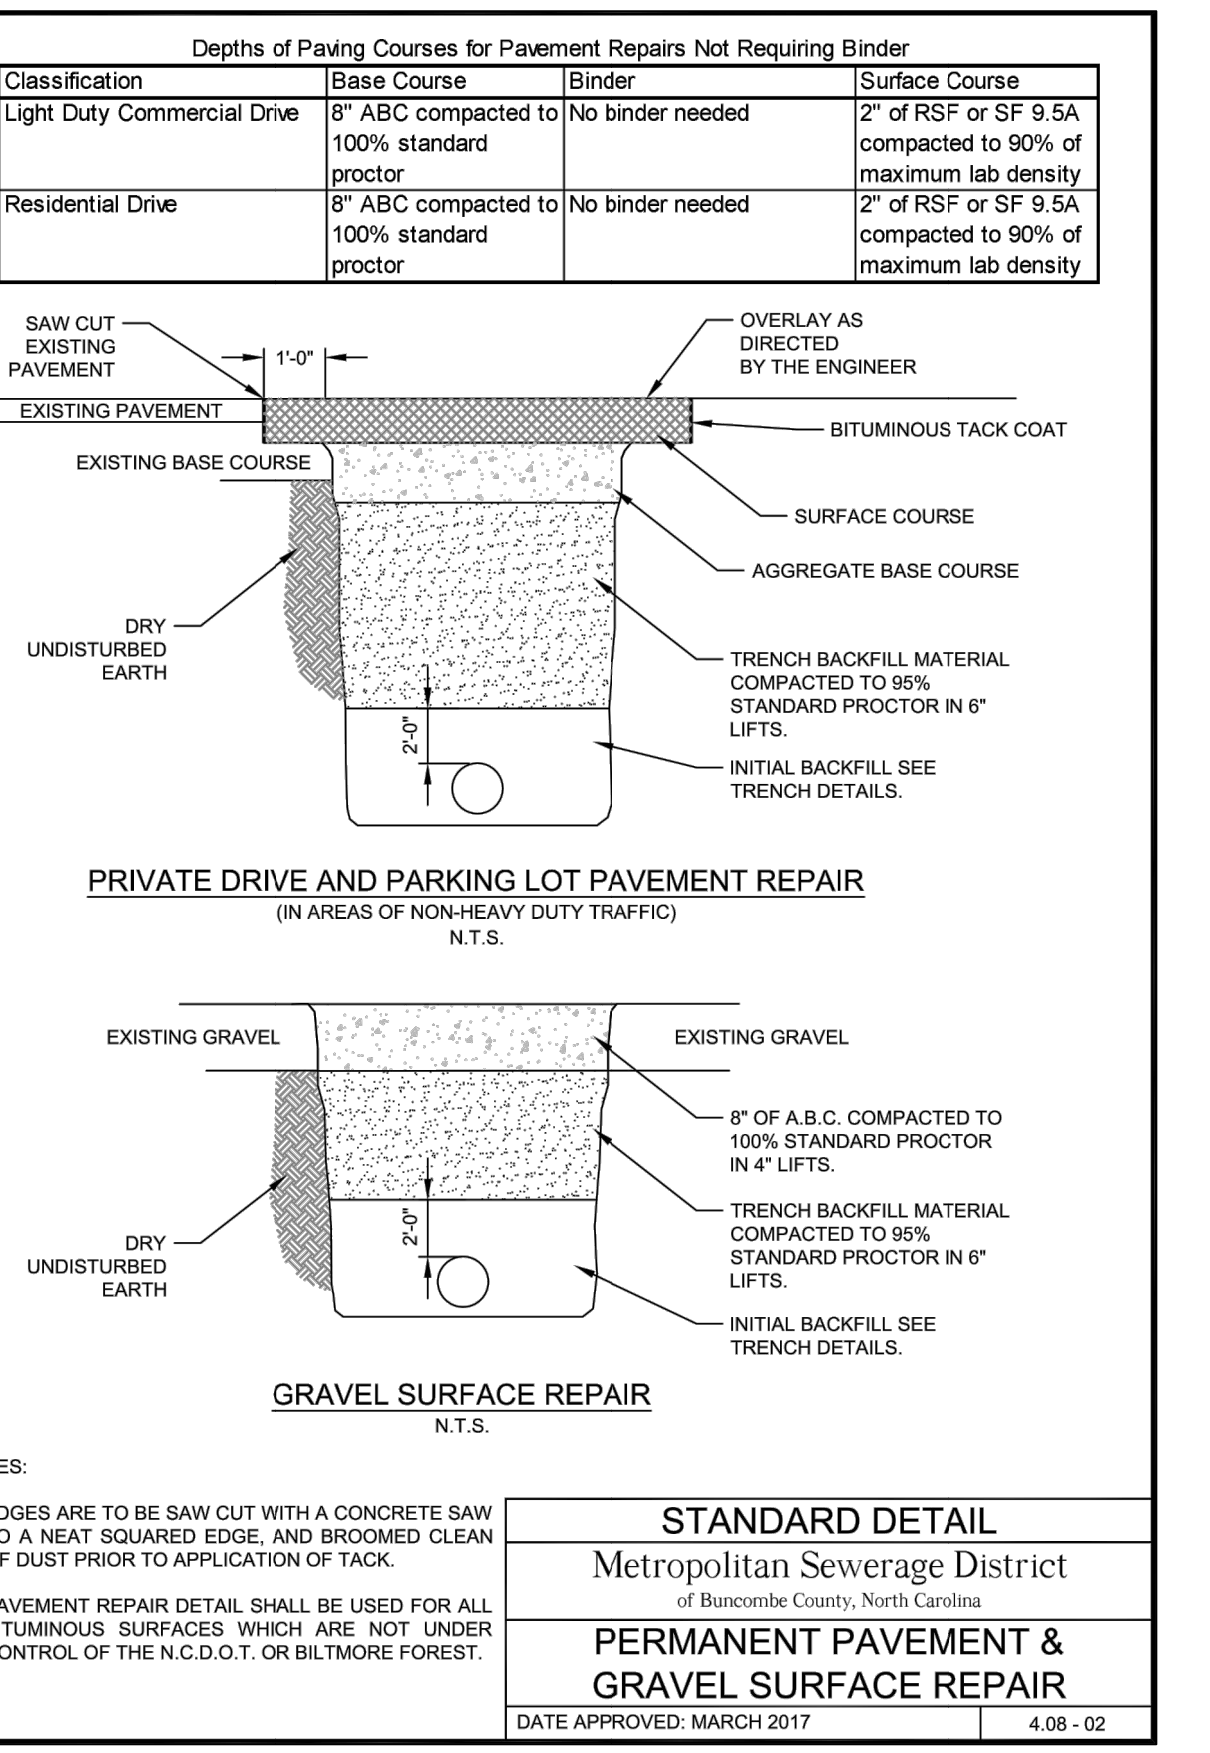 Depths of Paving Courses for Pavement Repairs Not Requiring Binder
Classification Base Course Binder Surface Course
Light Duty Commercial Drive 8" ABC compacted to No binder needed 2" of RSF or SF 9.5A
100% standard compacted to 90% of
proctor maximum lab density
Residential Drive 8" ABC compacted to No binder needed 2" of RSF or SF 9.5A
100% standard compacted to 90% of
proctor maximum lab density
SAW CUT
EXISTING
PAVEMENT
1'-0"
OVERLAY AS
DIRECTED
BY THE ENGINEER
EXISTING PAVEMENT
BITUMINOUS TACK COAT
EXISTING BASE COURSE
SURFACE COURSE
AGGREGATE BASE COURSE
DRY
UNDISTURBED
EARTH
TRENCH BACKFILL MATERIAL
COMPACTED TO 95%
STANDARD PROCTOR IN 6"
LIFTS.
2'-0"
INITIAL BACKFILL SEE
TRENCH DETAILS.
PRIVATE DRIVE AND PARKING LOT PAVEMENT REPAIR
(IN AREAS OF NON-HEAVY DUTY TRAFFIC)
N.T.S.
EXISTING GRAVEL
EXISTING GRAVEL
8" OF A.B.C. COMPACTED TO
100% STANDARD PROCTOR
IN 4" LIFTS.
TRENCH BACKFILL MATERIAL
COMPACTED TO 95%
STANDARD PROCTOR IN 6"
LIFTS.
2'-0"
DRY
UNDISTURBED
EARTH
INITIAL BACKFILL SEE
TRENCH DETAILS.
GRAVEL SURFACE REPAIR
N.T.S.
ES:
DGES ARE TO BE SAW CUT WITH A CONCRETE SAW
O A NEAT SQUARED EDGE, AND BROOMED CLEAN
F DUST PRIOR TO APPLICATION OF TACK.
AVEMENT REPAIR DETAIL SHALL BE USED FOR ALL
ITUMINOUS SURFACES WHICH ARE NOT UNDER
ONTROL OF THE N.C.D.O.T. OR BILTMORE FOREST.
STANDARD DETAIL
Metropolitan Sewerage District
of Buncombe County, North Carolina
PERMANENT PAVEMENT &
GRAVEL SURFACE REPAIR
DATE APPROVED: MARCH 2017 4.08 - 02